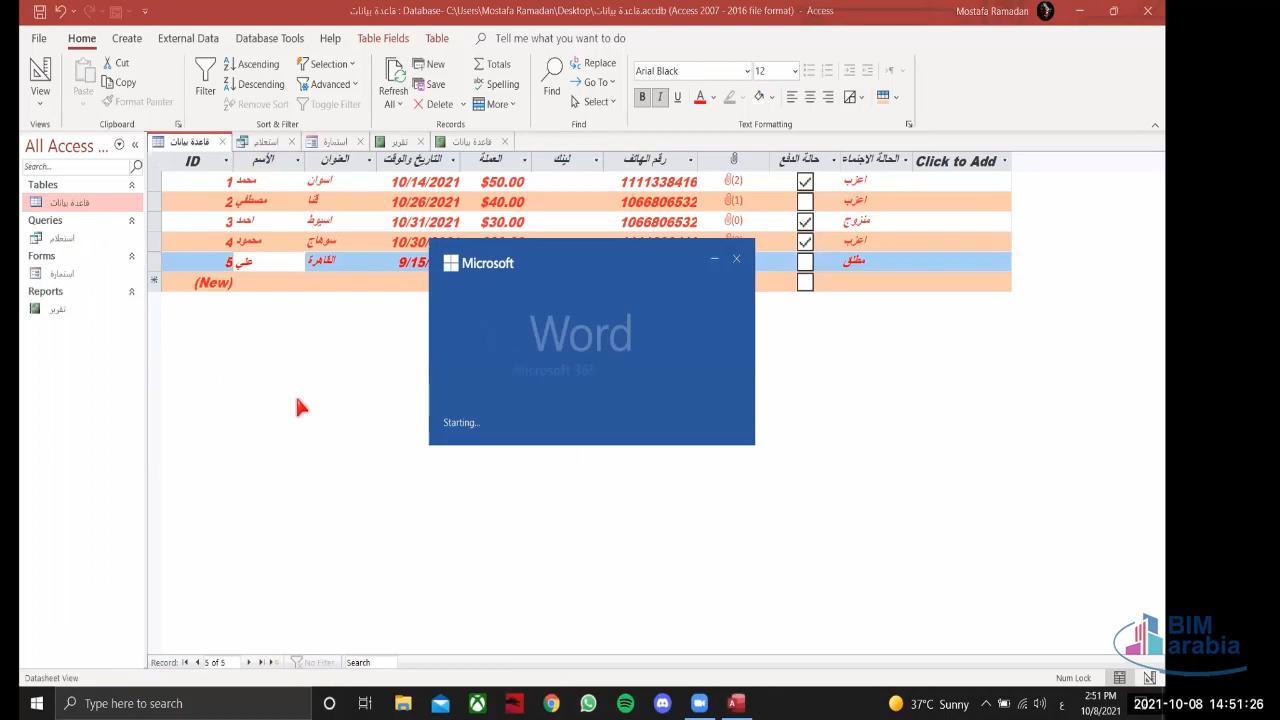 قاعدة بيانات : Database- C:\Users\Mostafa Ramadan\Desktop\قاعدة بيانات.accdb (Access 2007 - 2016 file format) - Access
Mostafa Ramadan
File Home Create External Data Database Tools Help Table Fields Table Tell me what you want to do
View
Views
Paste
Cut
Copy
Format Painter
Clipboard
Filter
Ascending
Descending
Remove Sort
Selection
Advanced
Toggle Filter
Sort & Filter
Refresh All
New
Save
Delete
Totals
Spelling
More
Records
Find
Replace
Go To
Select
Find
Arial Black 12
B I U
Text Formatting
All Access ...
Search...
Tables
قاعدة بيانات
Queries
استعلام
Forms
استمارة
Reports
تقرير
قاعدة بيانات استعلام استمارة تقرير قاعدة بيانات
ID الأسم العنوان التاريخ والوقت العملة لينك رقم الهاتف حالة الدفع الحالة الإجتماء Click to Add
1 محمد اسوان 10/14/2021 $50.00 1111338416 (2) اعزب
2 مصطفي قنا 10/26/2021 $40.00 1066806532 (1) اعزب
3 احمد اسيوط 10/31/2021 $30.00 1066806532 (0) متزوج
4 محمود سوهاج 10/30/ اعزب
5 علي القاهرة 9/15/ مطلق
(New)
Microsoft
Word
Microsoft 365
Starting...
BIM
arabia
Record: 5 of 5 No Filter Search
Datasheet View
Num Lock
Type here to search
37°C Sunny
ع
2:51 PM
10/8/2021
2021-10-08 14:51:26